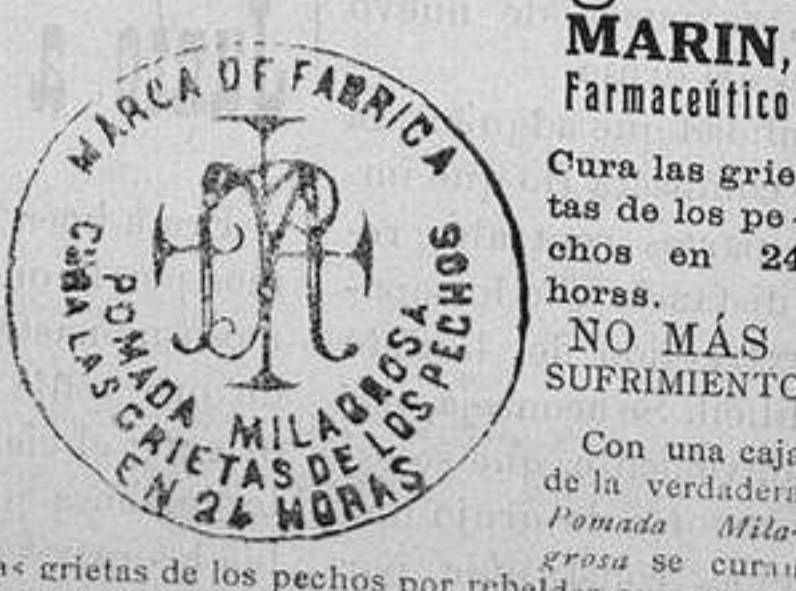 MARCA DE FABRICA
POMADA MILAGROSA
CURA LAS GRIETAS DE LOS PECHOS
EN 24 HORAS
MARIN,
Farmaceútico
Cura las grie
tas de los pe-
chos en 24
horss.
NO MÁS
SUFRIMIENTO
Con una caja
de la verdadera
Pomada Mila-
grosa se curan
grietas de los pechos por rebeldes